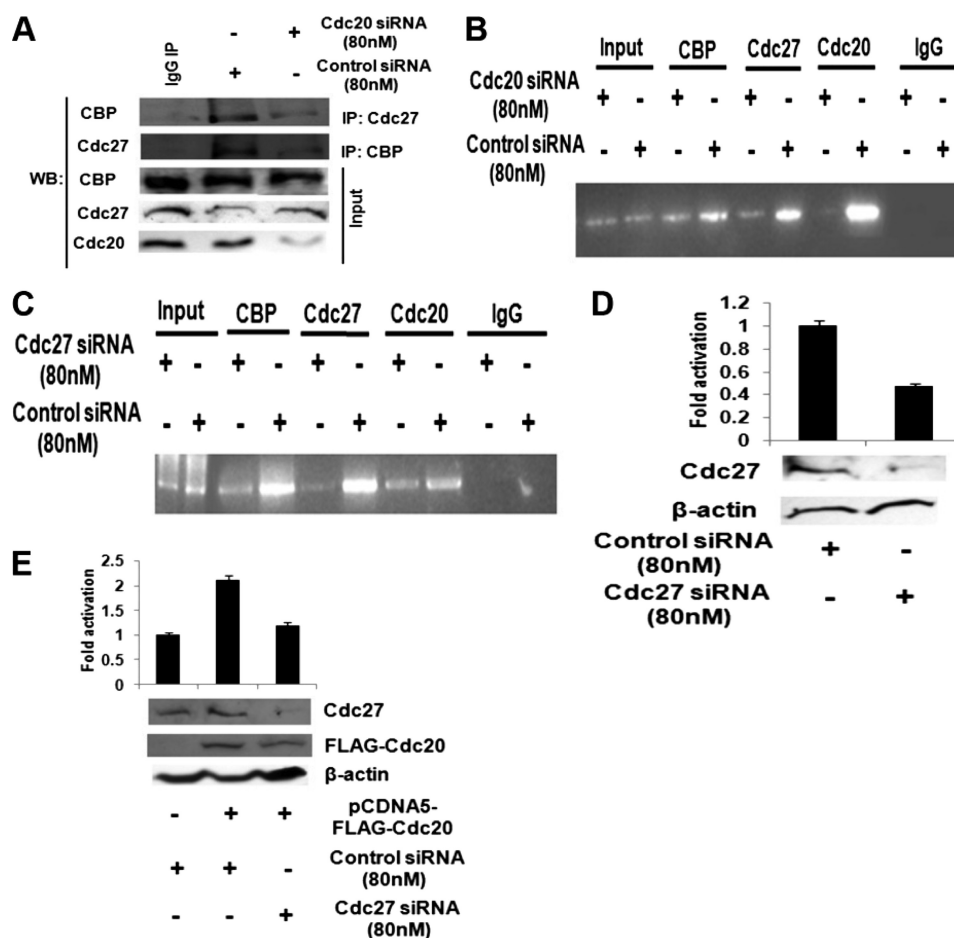 A
IgG IP
- + Cdc20 siRNA
(80nM)
+ - Control siRNA
(80nM)
WB:
CBP IP: Cdc27
Cdc27 IP: CBP
CBP
Cdc27
Cdc20
Input
B
Input CBP Cdc27 Cdc20 IgG
Cdc20 siRNA
(80nM)
+ - + - + - + - + -
Control siRNA
(80nM)
- + - + - + - + - +
C
Input CBP Cdc27 Cdc20 IgG
Cdc27 siRNA
(80nM)
+ - + - + - + - + -
Control siRNA
(80nM)
- + - + - + - + - +
D
Fold activation
1.2
1
0.8
0.6
0.4
0.2
0
Cdc27
β-actin
Control siRNA
(80nM)
+ -
Cdc27 siRNA
(80nM)
- +
E
Fold activation
2.5
2
1.5
1
0.5
0
Cdc27
FLAG-Cdc20
β-actin
- + + pCDNA5-
FLAG-Cdc20
+ + - Control siRNA
(80nM)
- - + Cdc27 siRNA
(80nM)